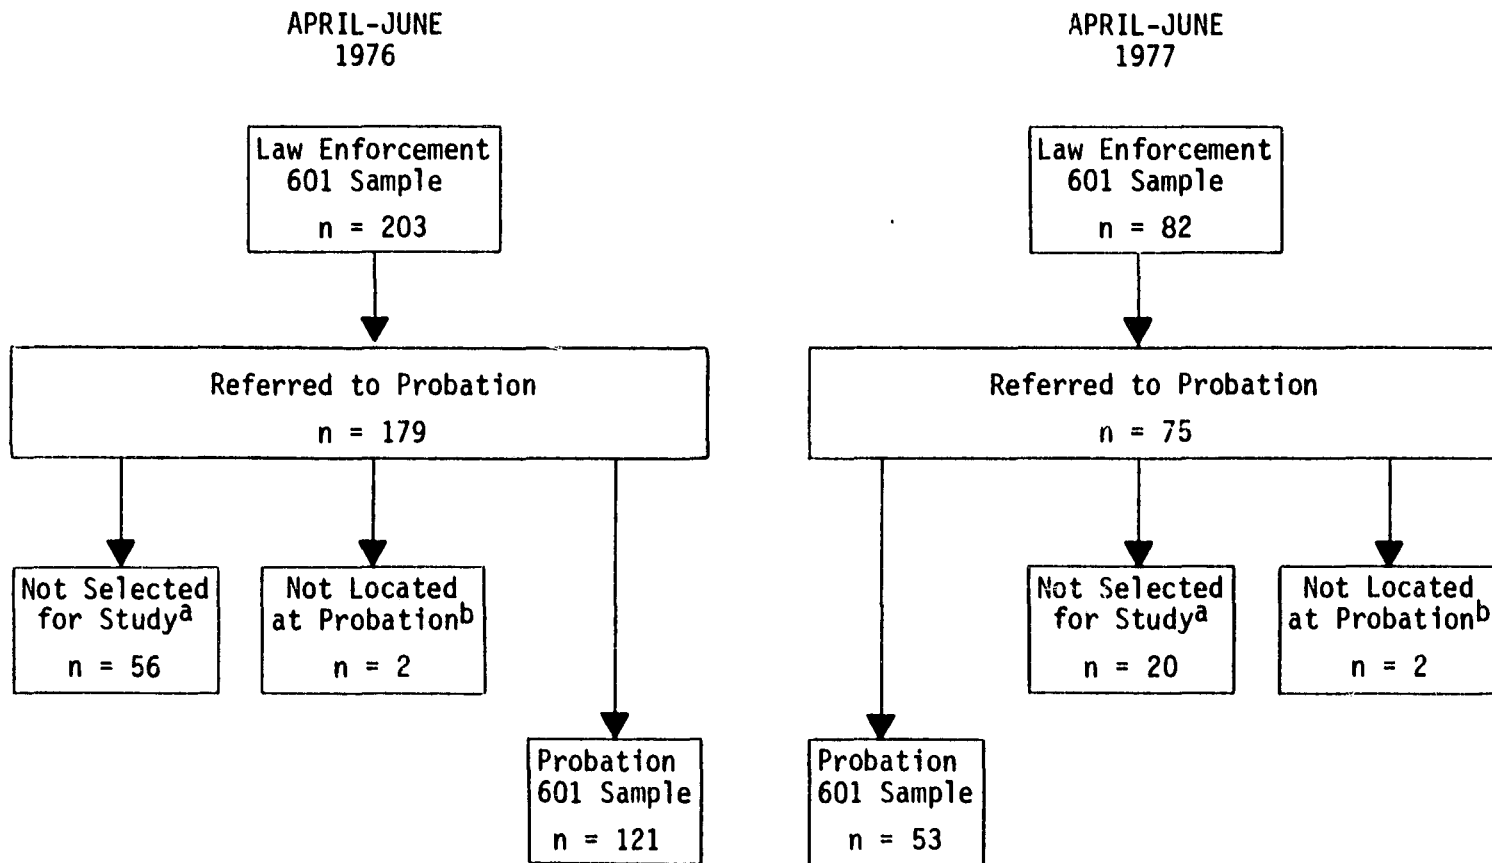 APRIL-JUNE
1976
Law Enforcement
601 Sample
n = 203
Referred to Probation
n = 179
Not Selected
for Studya
n = 56
Not Located
at Probationb
n = 2
Probation
601 Sample
n = 121
APRIL-JUNE
1977
Law Enforcement
601 Sample
n = 82
Referred to Probation
n = 75
Probation
601 Sample
n = 53
Not Selected
for Studya
n = 20
Not Located
at Probationb
n = 2